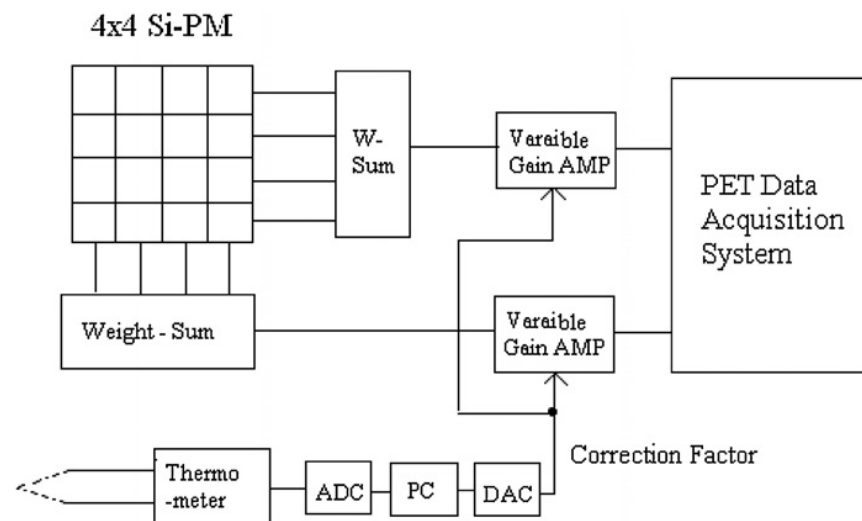 4x4 Si-PM
W-
Sum
Varaible
Gain AMP
PET Data
Acquisition
System
Weight - Sum
Varaible
Gain AMP
Correction Factor
Thermo
-meter
ADC
PC
DAC